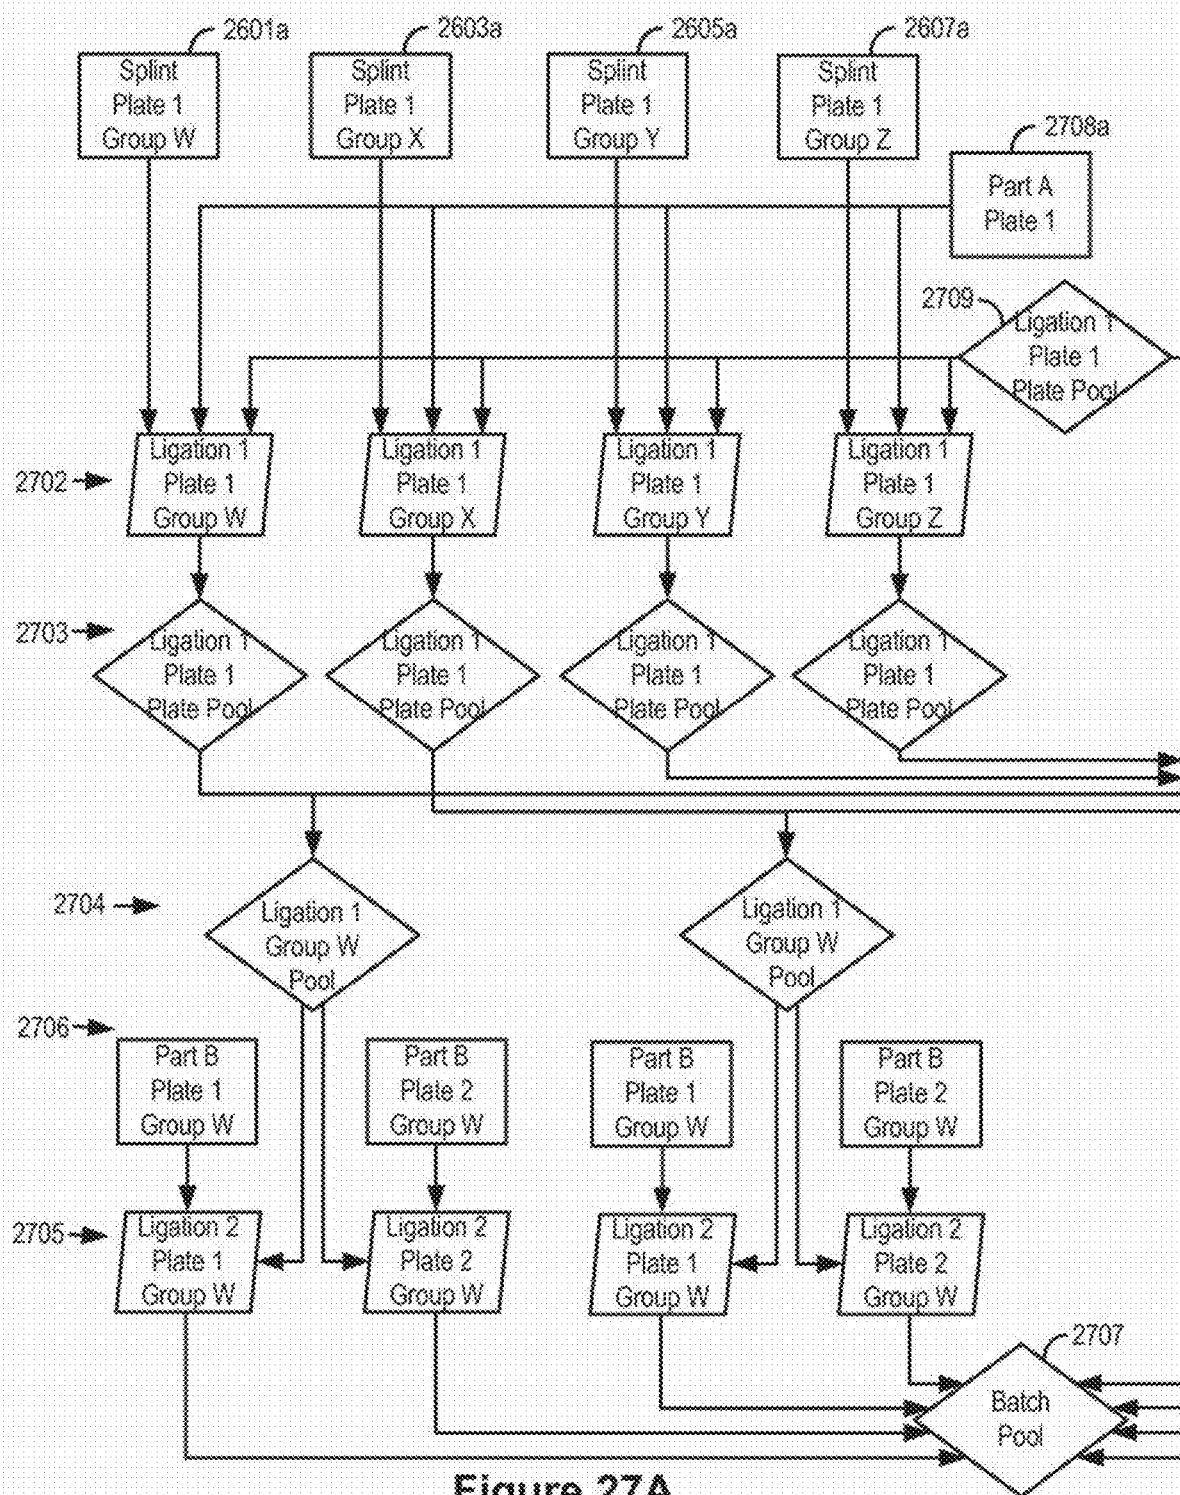 2601a
2603a
2605a
2607a
Splint
Plate 1
Group W
Splint
Plate 1
Group X
Splint
Plate 1
Group Y
Splint
Plate 1
Group Z
2708a
Part A
Plate 1
2709
Ligation 1
Plate 1
Plate Pool
2702
Ligation 1
Plate 1
Group W
Ligation 1
Plate 1
Group X
Ligation 1
Plate 1
Group Y
Ligation 1
Plate 1
Group Z
2703
Ligation 1
Plate 1
Plate Pool
Ligation 1
Plate 1
Plate Pool
Ligation 1
Plate 1
Plate Pool
Ligation 1
Plate 1
Plate Pool
2704
Ligation 1
Group W
Pool
Ligation 1
Group W
Pool
2706
Part B
Plate 1
Group W
Part B
Plate 2
Group W
Part B
Plate 1
Group W
Part B
Plate 2
Group W
2705
Ligation 2
Plate 1
Group W
Ligation 2
Plate 2
Group W
Ligation 2
Plate 1
Group W
Ligation 2
Plate 2
Group W
2707
Batch
Pool
Figure 27A